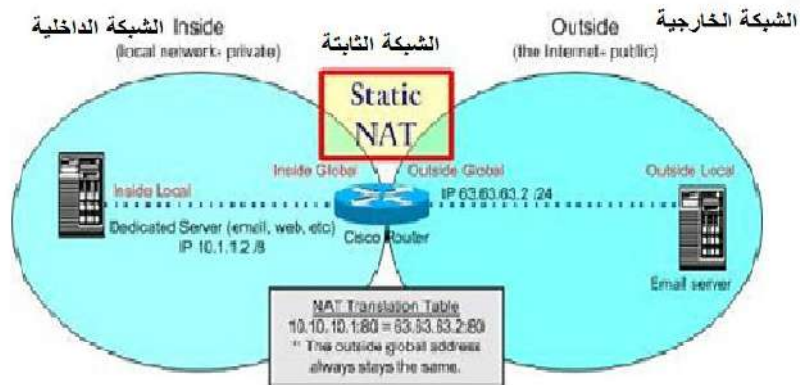 الشبكة الداخلية Inside
(local network- private)
الشبكة الثابتة
Outside
(the Internet- public)
الشبكة الخارجية
Static
NAT
Inside Global
Outside Global
Inside Local
IP 63.63.63.2 /24
Outside Local
Dedicated Server (email, web, etc)
IP 10.1.1.2 /8
Cisco Router
Email server
NAT Translation Table
10.10.10.1:80 = 63.63.63.2:80
* The outside global address
always stays the same.